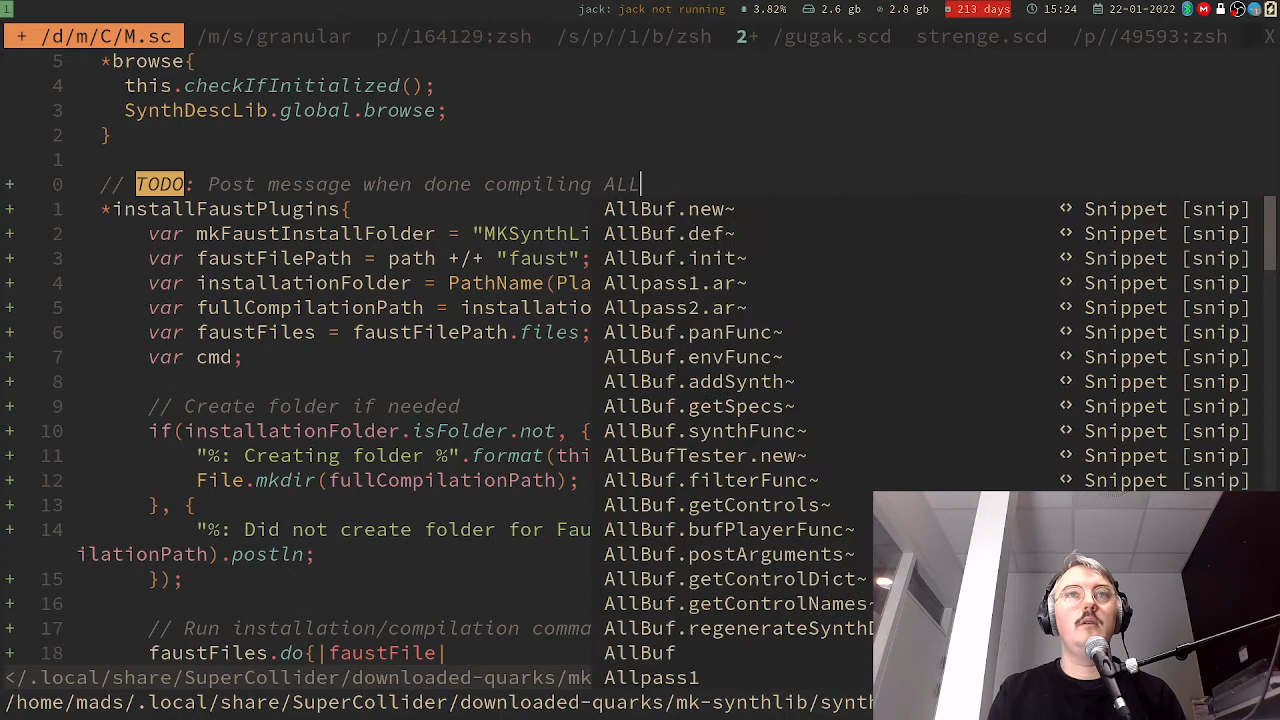 1 jack: jack not running 3.82% 2.6 gb 2.8 gb 213 days 15:24 22-01-2022
+ /d/m/C/M.sc /m/s/granular p//164129:zsh /s/p//1/b/zsh 2+ /gugak.scd strenge.scd /p//49593:zsh X
5 *browse{
4 this.checkIfInitialized();
3 SynthDescLib.global.browse;
2 }
1
+ 0 // TODO: Post message when done compiling ALL
+ 1 *installFaustPlugins{ AllBuf.new~ <> Snippet [snip]
+ 2 var mkFaustInstallFolder = "MKSynthLi AllBuf.def~ <> Snippet [snip]
+ 3 var faustFilePath = path +/+ "faust"; AllBuf.init~ <> Snippet [snip]
+ 4 var installationFolder = PathName(Pla Allpass1.ar~ <> Snippet [snip]
+ 5 var fullCompilationPath = installatio Allpass2.ar~ <> Snippet [snip]
+ 6 var faustFiles = faustFilePath.files; AllBuf.panFunc~ <> Snippet [snip]
+ 7 var cmd; AllBuf.envFunc~ <> Snippet [snip]
+ 8 AllBuf.addSynth~ <> Snippet [snip]
+ 9 // Create folder if needed AllBuf.getSpecs~ <> Snippet [snip]
+ 10 if(installationFolder.isFolder.not, { AllBuf.synthFunc~ <> Snippet [snip]
+ 11 "%: Creating folder %".format(thi AllBufTester.new~ <> Snippet [snip]
+ 12 File.mkdir(fullCompilationPath); AllBuf.filterFunc~ <> Snippet [snip]
+ 13 }, { AllBuf.getControls~
+ 14 "%: Did not create folder for Fau AllBuf.bufPlayerFunc~
ilationPath).postln; AllBuf.postArguments~
+ 15 }); AllBuf.getControlDict~
+ 16 AllBuf.getControlNames~
+ 17 // Run installation/compilation comma AllBuf.regenerateSynthD
+ 18 faustFiles.do{|faustFile| AllBuf
</.local/share/SuperCollider/downloaded-quarks/mk Allpass1
/home/mads/.local/share/SuperCollider/downloaded-quarks/mk-synthlib/synth